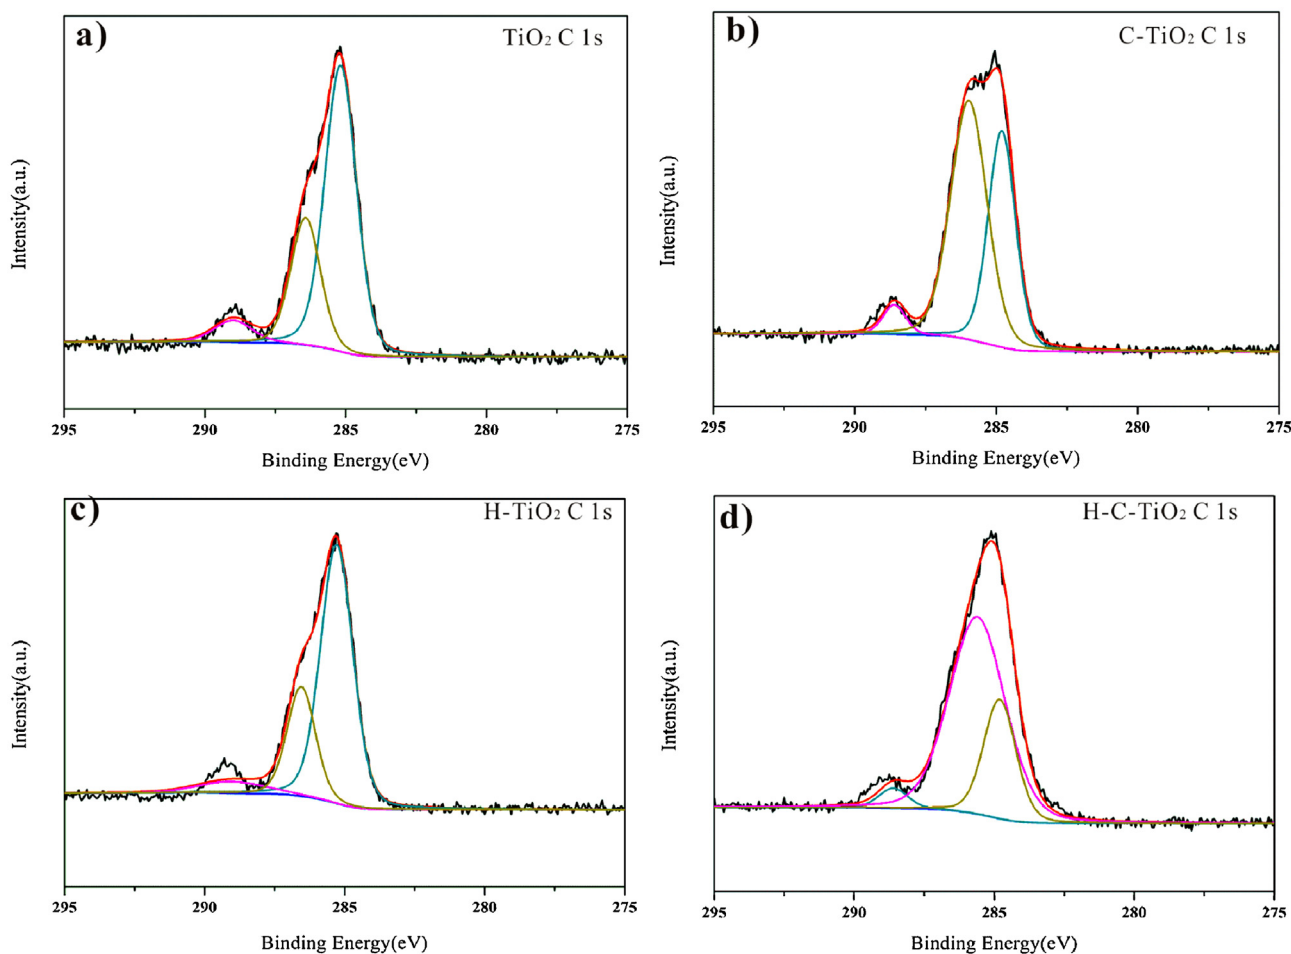 a)
TiO₂ C 1s
Intensity(a.u.)
295 290 285 280 275
Binding Energy(eV)
b)
C-TiO₂ C 1s
Intensity(a.u.)
295 290 285 280 275
Binding Energy(eV)
c)
H-TiO₂ C 1s
Intensity(a.u.)
295 290 285 280 275
Binding Energy(eV)
d)
H-C-TiO₂ C 1s
Intensity(a.u.)
295 290 285 280 275
Binding Energy(eV)